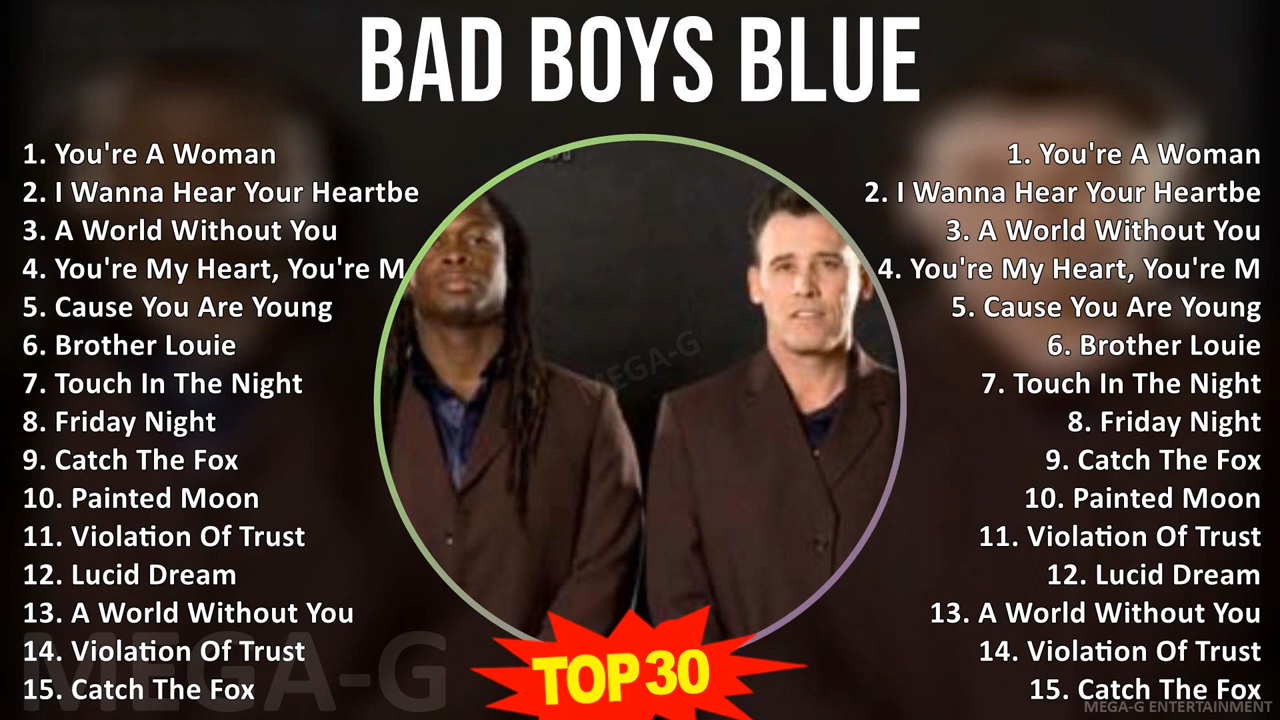 BAD BOYS BLUE
1. You're A Woman
2. I Wanna Hear Your Heartbe
3. A World Without You
4. You're My Heart, You're M
5. Cause You Are Young
6. Brother Louie
7. Touch In The Night
8. Friday Night
9. Catch The Fox
10. Painted Moon
11. Violation Of Trust
12. Lucid Dream
13. A World Without You
14. Violation Of Trust
15. Catch The Fox
1. You're A Woman
2. I Wanna Hear Your Heartbe
3. A World Without You
4. You're My Heart, You're M
5. Cause You Are Young
6. Brother Louie
7. Touch In The Night
8. Friday Night
9. Catch The Fox
10. Painted Moon
11. Violation Of Trust
12. Lucid Dream
13. A World Without You
14. Violation Of Trust
15. Catch The Fox
MEGA-G
TOP 30
MEGA-G
MEGA-G ENTERTAINMENT